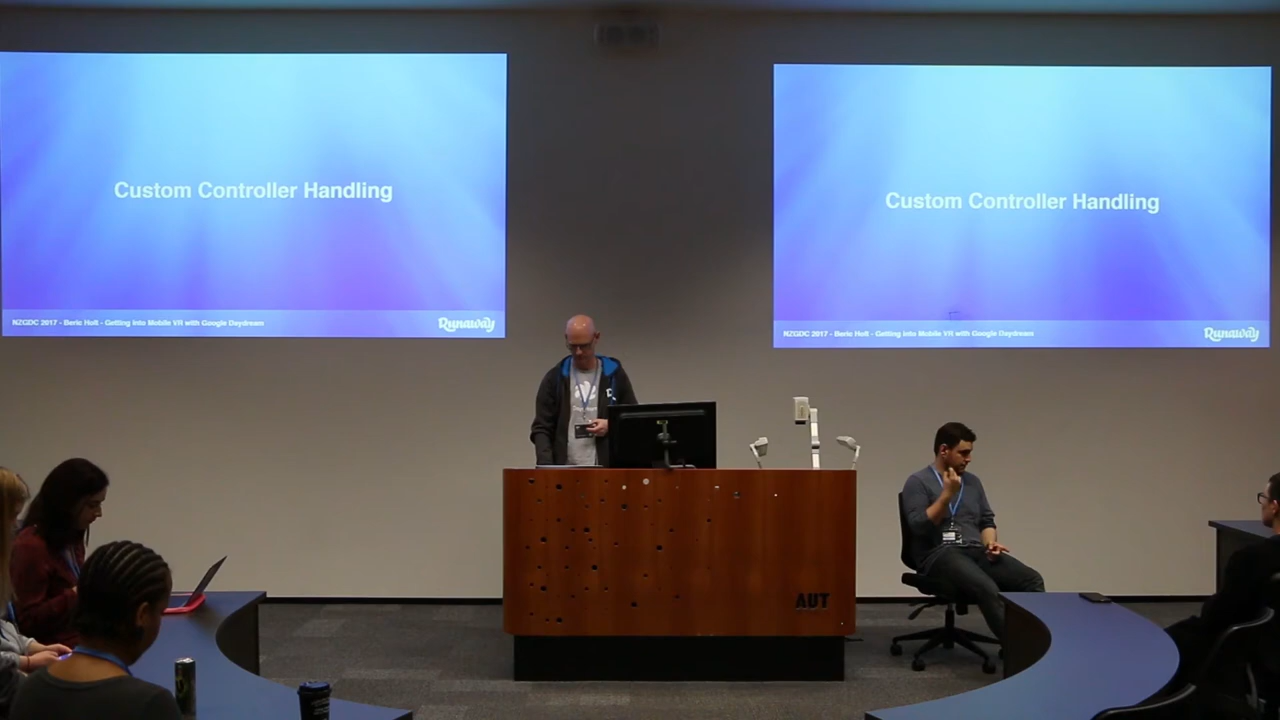 Custom Controller Handling
NZGDC 2017 - Beric Holt - Getting Into Mobile VR with Google Daydream
Runaway
Custom Controller Handling
NZGDC 2017 - Beric Holt - Getting Into Mobile VR with Google Daydream
Runaway
AUT